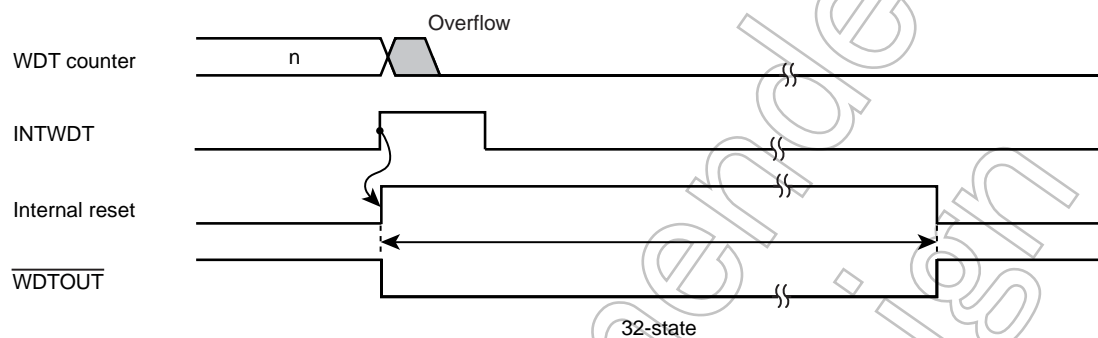 Overflow
WDT counter
n
INTWDT
Internal reset
WDTOUT
32-state